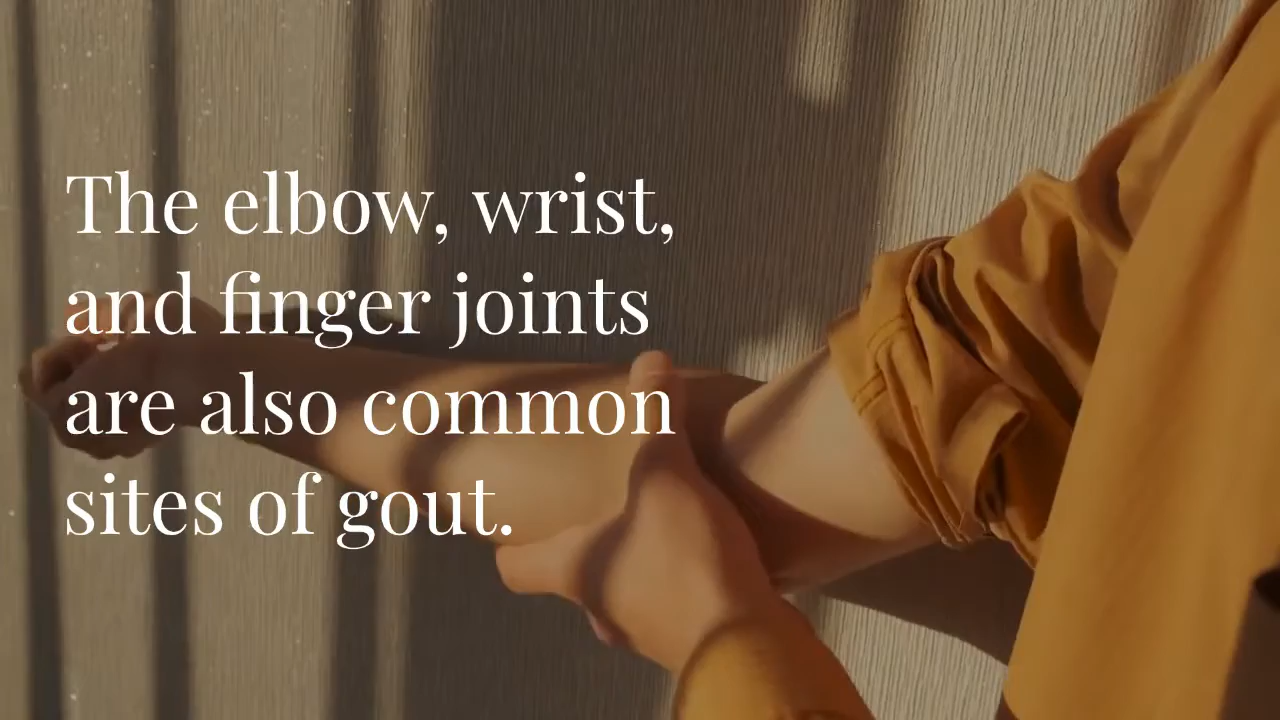 The elbow, wrist,
and finger joints
are also common
sites of gout.